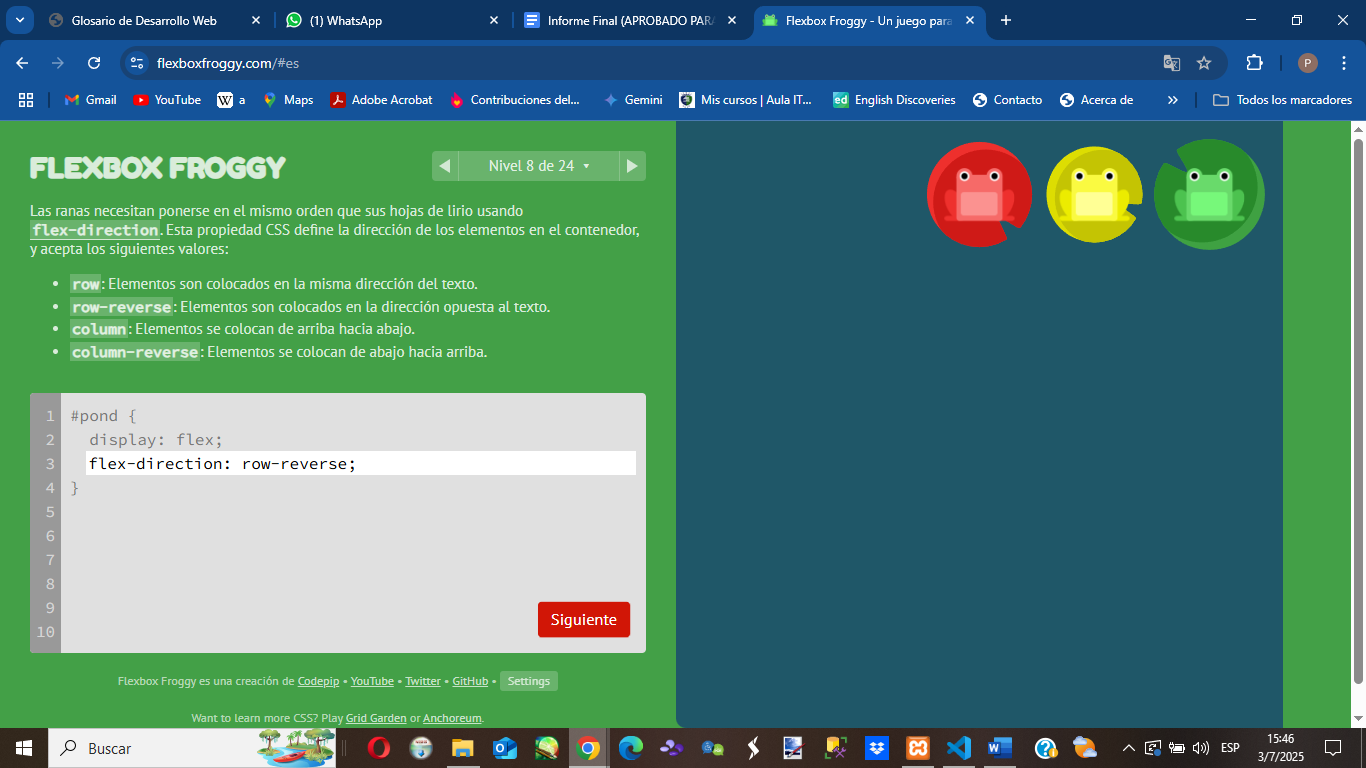 Glosario de Desarrollo Web
(1) WhatsApp
Informe Final (APROBADO PARA
Flexbox Froggy - Un juego para
flexboxfroggy.com/#es
P
Gmail
YouTube
W a
Maps
Adobe Acrobat
Contribuciones del...
Gemini
Mis cursos | Aula IT...
ed English Discoveries
Contacto
Acerca de
»
Todos los marcadores
FLEXBOX FROGGY
Nivel 8 de 24
Las ranas necesitan ponerse en el mismo orden que sus hojas de lirio usando
flex-direction. Esta propiedad CSS define la dirección de los elementos en el contenedor,
y acepta los siguientes valores:
• row: Elementos son colocados en la misma dirección del texto.
• row-reverse: Elementos son colocados en la dirección opuesta al texto.
• column: Elementos se colocan de arriba hacia abajo.
• column-reverse: Elementos se colocan de abajo hacia arriba.
1 #pond {
2 display: flex;
3 flex-direction: row-reverse;
4 }
5
6
7
8
9
10
Siguiente
Flexbox Froggy es una creación de Codepip • YouTube • Twitter • GitHub • Settings
Want to learn more CSS? Play Grid Garden or Anchoreum.
Buscar
ESP
15:46
3/7/2025